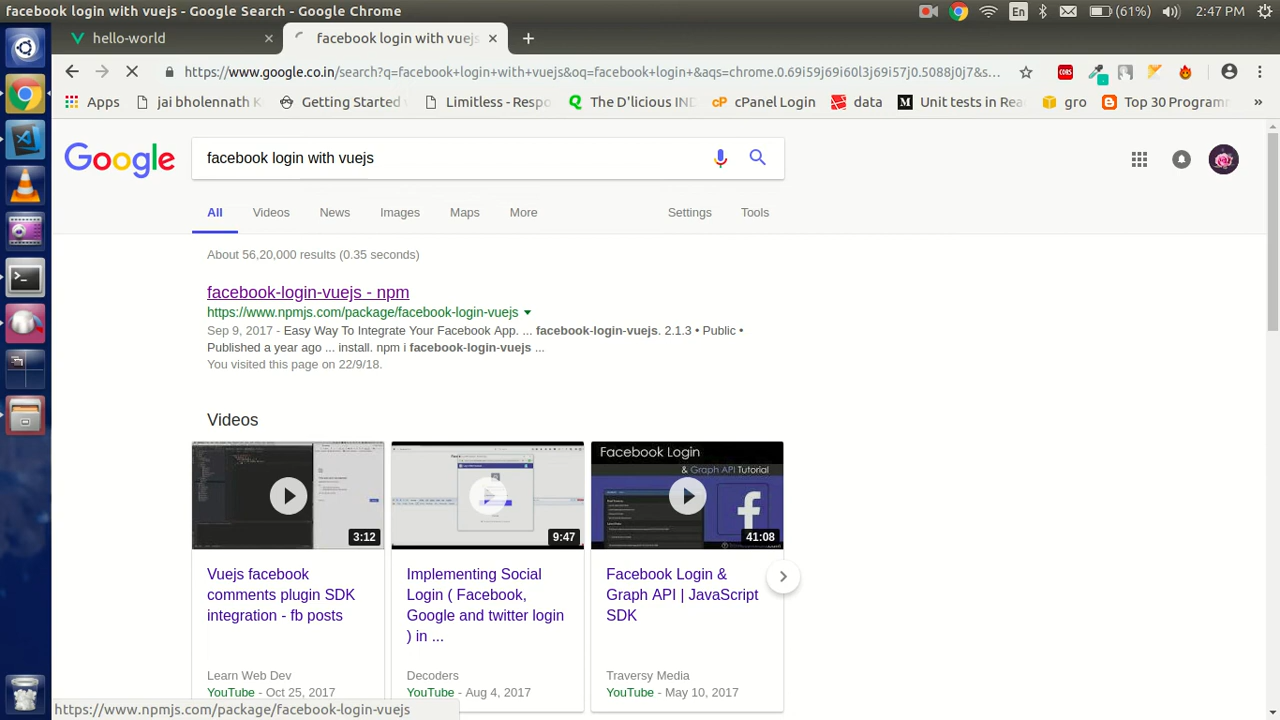 facebook login with vuejs - Google Search - Google Chrome
En
(61%)
2:47 PM
hello-world
facebook login with vuejs
https://www.google.co.in/search?q=facebook+login+with+vuejs&oq=facebook+login+&aqs=chrome.0.69i59j69i60l3j69i57j0.5088j0j7&s...
CORS
Apps
jai bholennath K
Getting Started
Limitless - Respo
The D'licious IND
cPanel Login
data
Unit tests in Rea
gro
Top 30 Programm
»
Google
facebook login with vuejs
All
Videos
News
Images
Maps
More
Settings
Tools
About 56,20,000 results (0.35 seconds)
facebook-login-vuejs - npm
https://www.npmjs.com/package/facebook-login-vuejs
Sep 9, 2017 - Easy Way To Integrate Your Facebook App. ... facebook-login-vuejs. 2.1.3 • Public •
Published a year ago ... install. npm i facebook-login-vuejs ...
You visited this page on 22/9/18.
Videos
3:12
9:47
Facebook Login
& Graph API Tutorial
41:08
Vuejs facebook
comments plugin SDK
integration - fb posts
Learn Web Dev
YouTube - Oct 25, 2017
Implementing Social
Login ( Facebook,
Google and twitter login
) in ...
Decoders
YouTube - Aug 4, 2017
Facebook Login &
Graph API | JavaScript
SDK
Traversy Media
YouTube - May 10, 2017
https://www.npmjs.com/package/facebook-login-vuejs